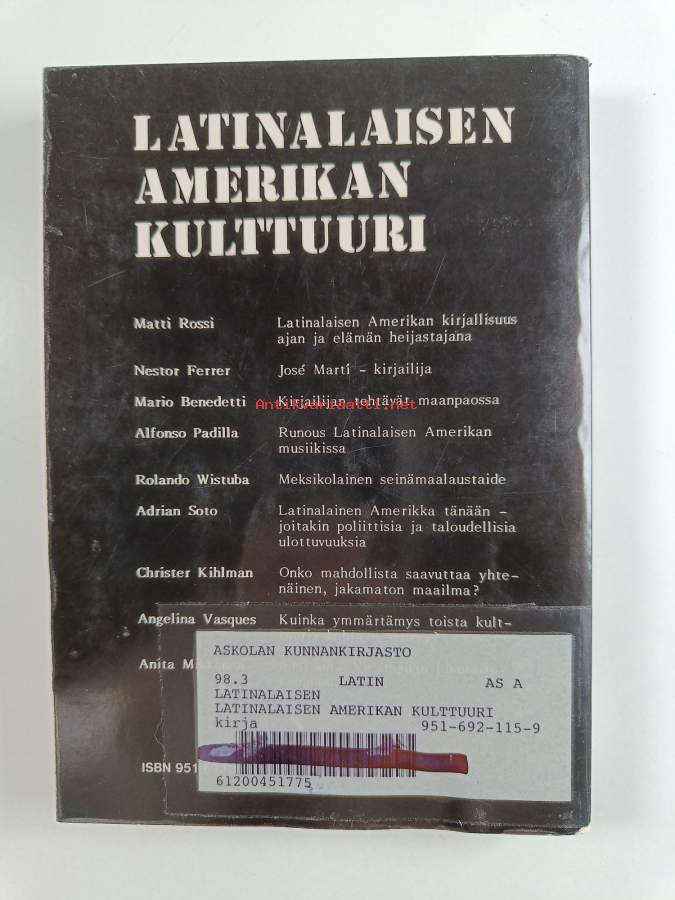 LATINALAISEN
AMERIKAN
KULTTUURI
Matti Rossi Latinalaisen Amerikan kirjallisuus
ajan ja elämän heijastajana
Nestor Ferrer José Martí - kirjailija
Mario Benedetti Kirjailijan tehtävät maanpaossa
Antikvariaatti.net
Alfonso Padilla Runous Latinalaisen Amerikan
musiikissa
Rolando Wistuba Meksikolainen seinämaalaustaide
Adrian Soto Latinalainen Amerikka tänään -
joitakin poliittisia ja taloudellisia
ulottuvuuksia
Christer Kihlman Onko mahdollista saavuttaa yhte-
näinen, jakamaton maailma?
Angelina Vasques Kuinka ymmärtämys toista kult-
Anita
ASKOLAN KUNNANKIRJASTO
98.3 LATIN AS A
LATINALAISEN
LATINALAISEN AMERIKAN KULTTUURI
kirja 951-692-115-9
61200451775
ISBN 951